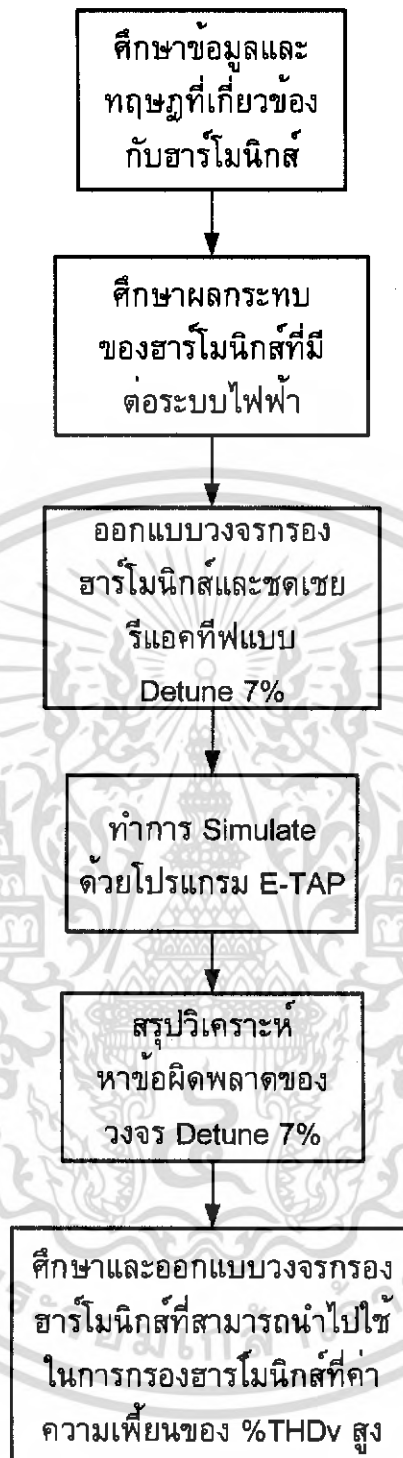 ศึกษาข้อมูลและ
ทฤษฎที่เกี่ยวข้อง
กับฮาร์โมนิกส์
ศึกษาผลกระทบ
ของฮาร์โมนิกส์ที่มี
ต่อระบบไฟฟ้า
ออกแบบวงจรกรอง
ฮาร์โมนิกส์และชดเชย
รีแอคทีฟแบบ
Detune 7%
ทำการ Simulate
ด้วยโปรแกรม E-TAP
สรุปวิเคราะห์
หาข้อผิดพลาดของ
วงจร Detune 7%
ศึกษาและออกแบบวงจรกรอง
ฮาร์โมนิกส์ที่สามารถนำไปใช้
ในการกรองฮาร์โมนิกส์ที่ค่า
ความเพี้ยนของ %THDv สูง